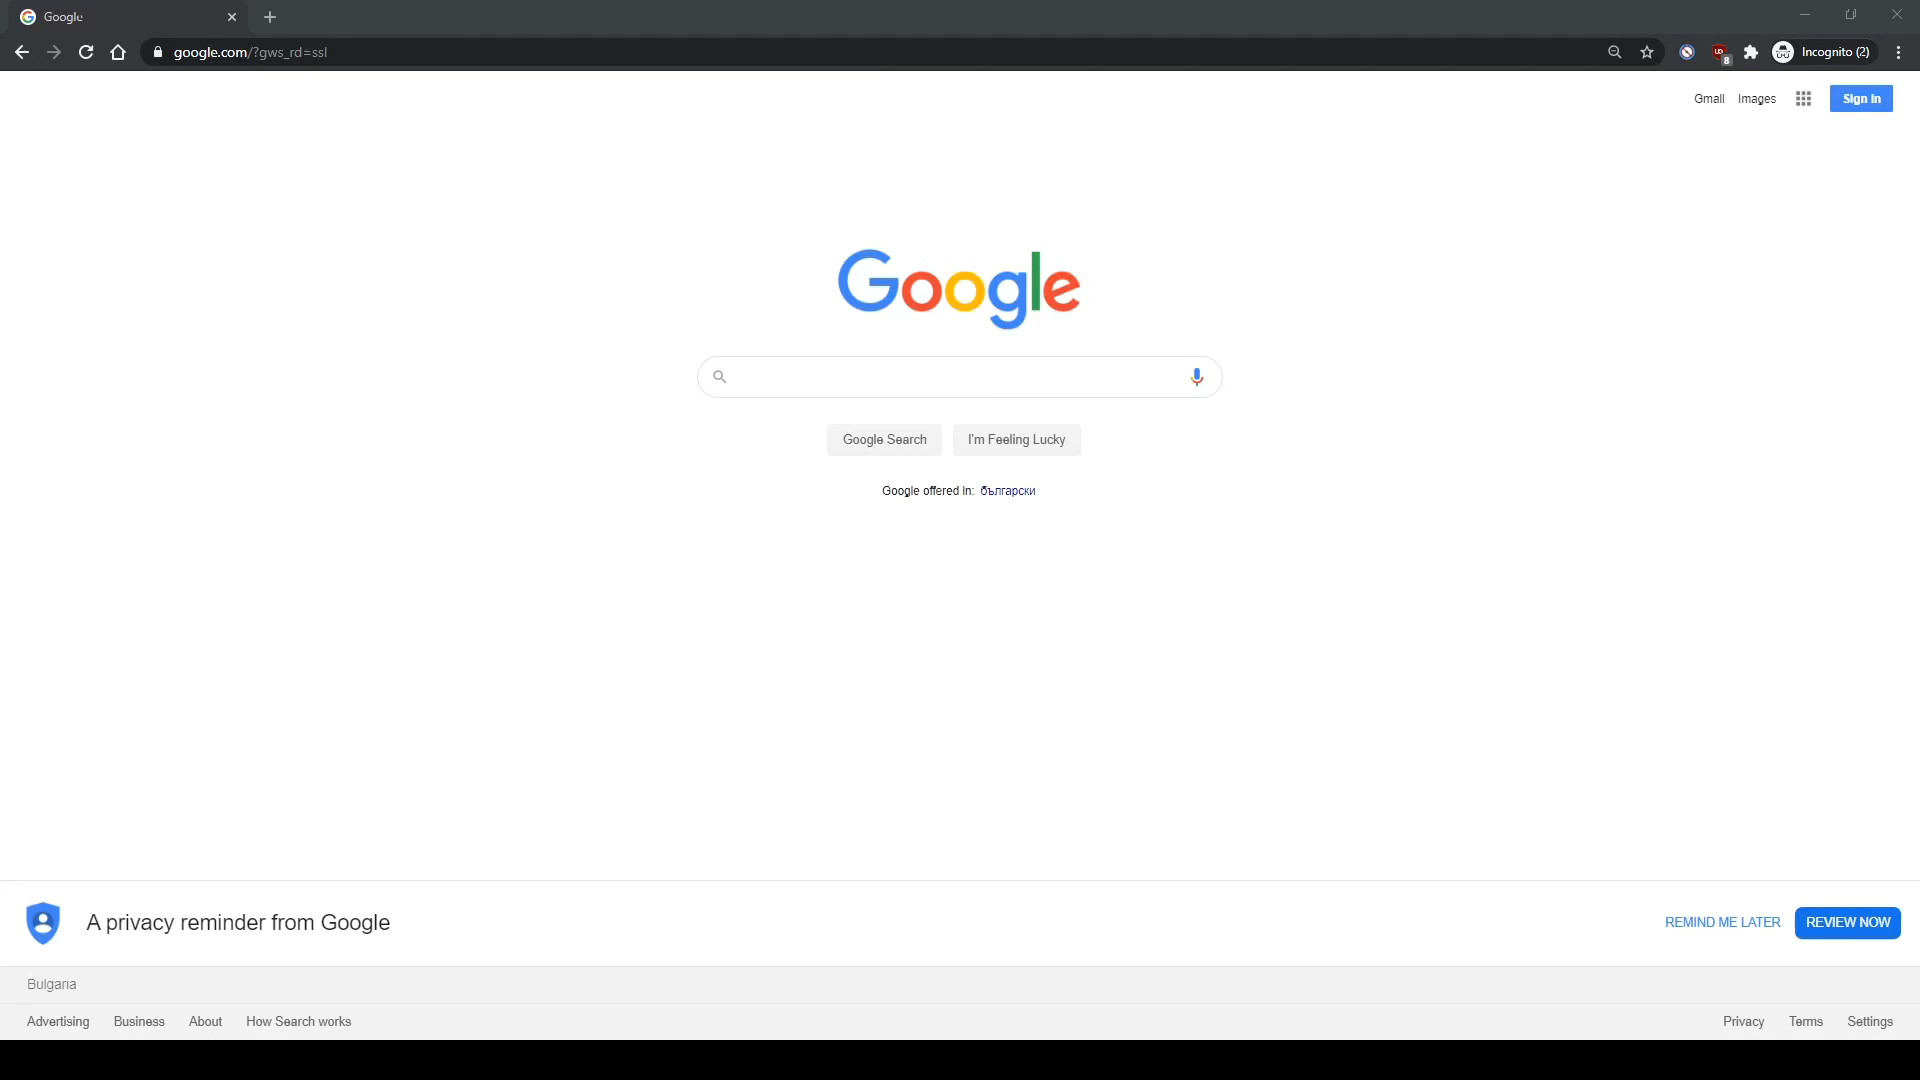 Google
google.com/?gws_rd=ssl
8
Incognito (2)
Gmail Images Sign in
Google
Google Search I'm Feeling Lucky
Google offered in: български
A privacy reminder from Google
REMIND ME LATER REVIEW NOW
Bulgaria
Advertising Business About How Search works Privacy Terms Settings